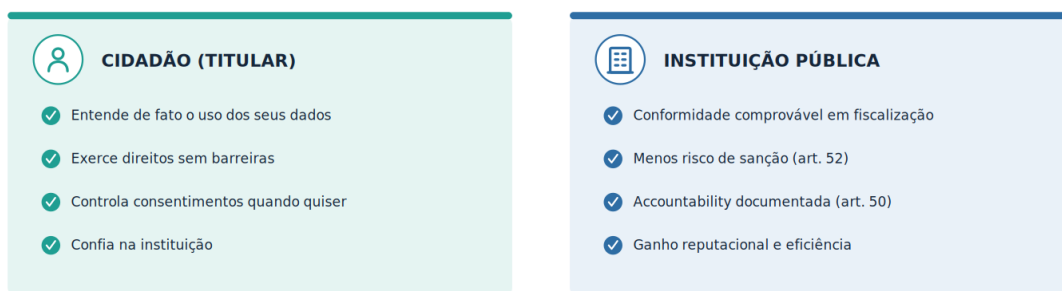 CIDADÃO (TITULAR)
Entende de fato o uso dos seus dados
Exerce direitos sem barreiras
Controla consentimentos quando quiser
Confia na instituição
INSTITUIÇÃO PÚBLICA
Conformidade comprovável em fiscalização
Menos risco de sanção (art. 52)
Accountability documentada (art. 50)
Ganho reputacional e eficiência